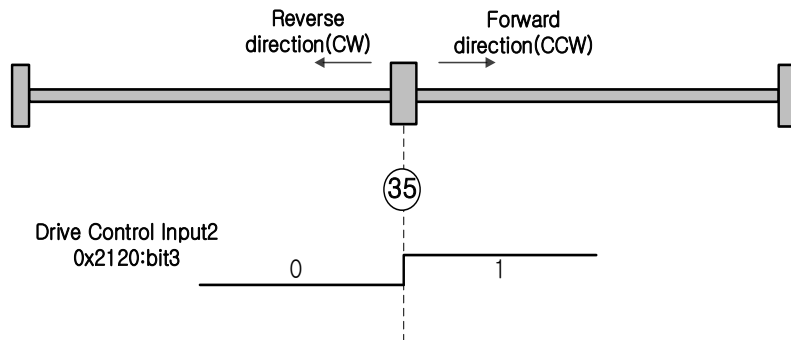 Reverse
direction(CW)
Forward
direction(CCW)
35
Drive Control Input2
0x2120:bit3
0
1